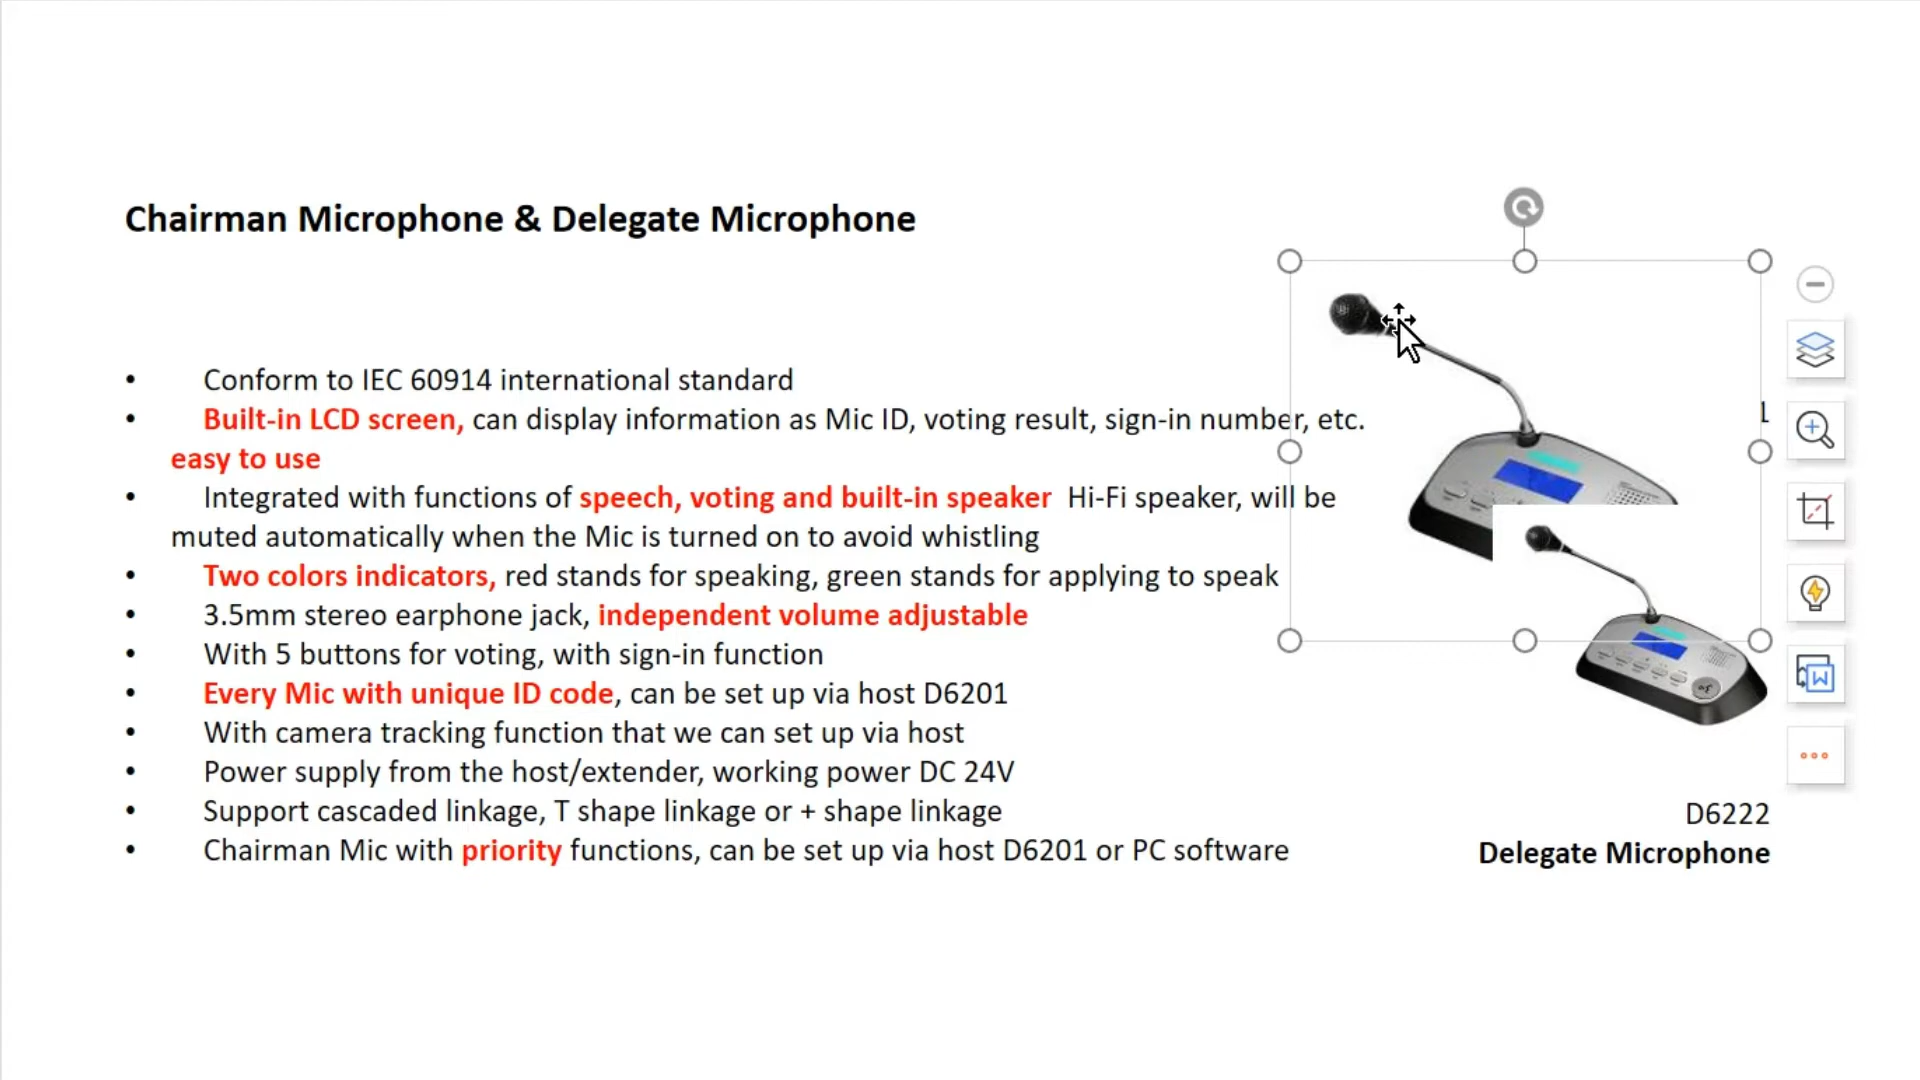 Chairman Microphone & Delegate Microphone
• Conform to IEC 60914 international standard
• Built-in LCD screen, can display information as Mic ID, voting result, sign-in number, etc.
easy to use
• Integrated with functions of speech, voting and built-in speaker Hi-Fi speaker, will be
muted automatically when the Mic is turned on to avoid whistling
• Two colors indicators, red stands for speaking, green stands for applying to speak
• 3.5mm stereo earphone jack, independent volume adjustable
• With 5 buttons for voting, with sign-in function
• Every Mic with unique ID code, can be set up via host D6201
• With camera tracking function that we can set up via host
• Power supply from the host/extender, working power DC 24V
• Support cascaded linkage, T shape linkage or + shape linkage
• Chairman Mic with priority functions, can be set up via host D6201 or PC software
1
D6222
Delegate Microphone